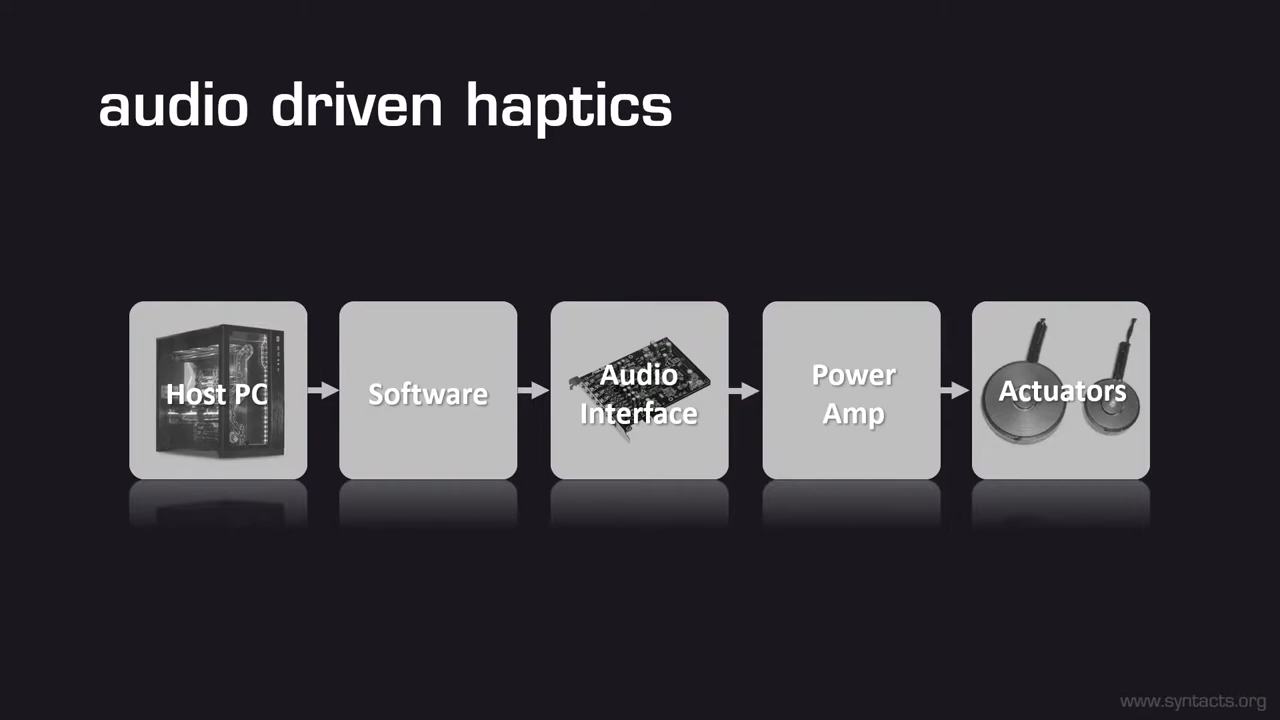 audio driven haptics
Host PC
Software
Audio
Interface
Power
Amp
Actuators
www.syntacts.org